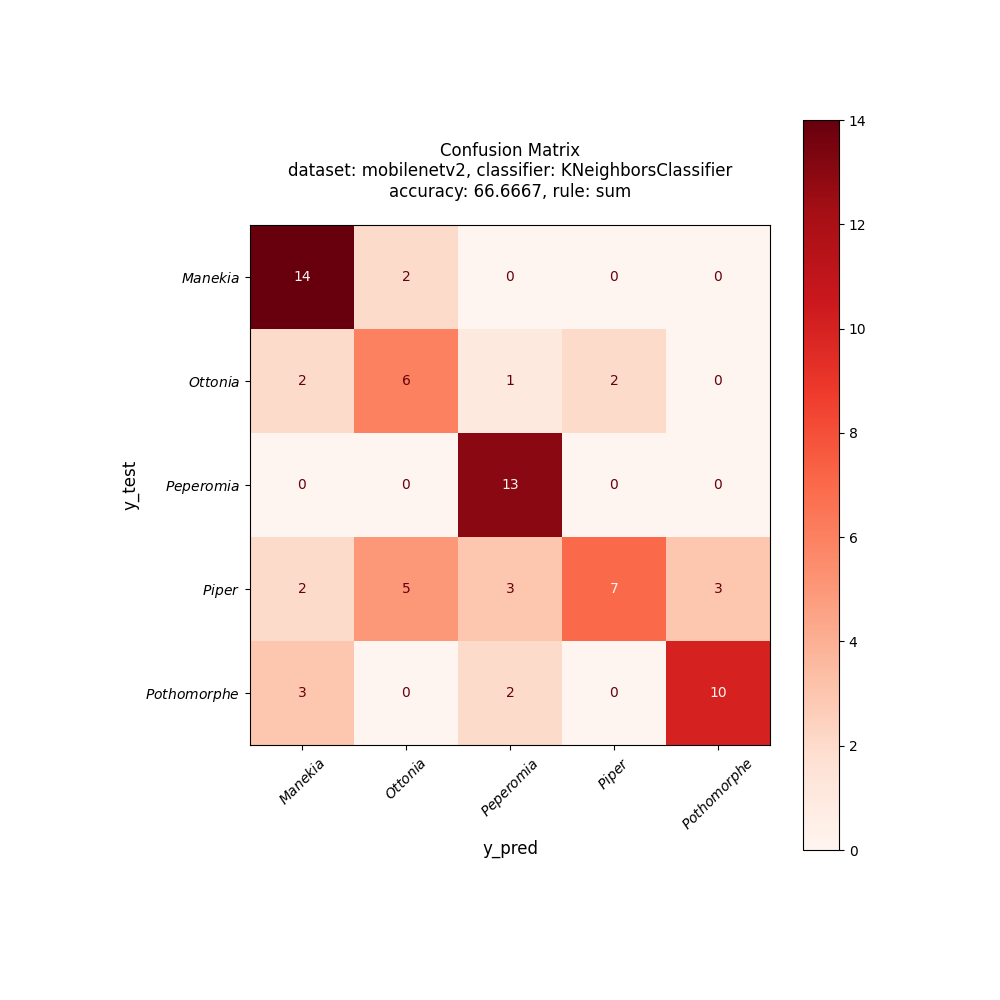 Confusion Matrix
dataset: mobilenetv2, classifier: KNeighborsClassifier
accuracy: 66.6667, rule: sum
Manekia 14 2 0 0 0
Ottonia 2 6 1 2 0
Peperomia 0 0 13 0 0
Piper 2 5 3 7 3
Pothomorphe 3 0 2 0 10
Manekia Ottonia Peperomia Piper Pothomorphe
y_test
y_pred
14
12
10
8
6
4
2
0